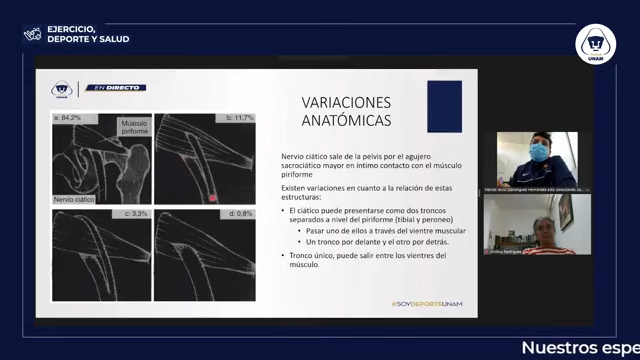 EJERCICIO,
DEPORTE Y SALUD
UNAM
EN DIRECTO
VARIACIONES
ANATÓMICAS
a: 84,2%
Músculo
piriforme
b: 11,7%
Nervio ciático
c: 3,3%
d: 0,8%
Nervio ciático sale de la pelvis por el agujero
sacrociático mayor en íntimo contacto con el músculo
piriforme
Existen variaciones en cuanto a la relación de estas
estructuras:
• El ciático puede presentarse como dos troncos
separados a nivel del piriforme (tibial y peroneo)
• Pasar uno de ellos a través del vientre muscular
• Un tronco por delante y el otro por detrás.
• Tronco único, puede salir entre los vientres del
músculo.
#SOYDEPORTEUNAM
Nuestros espe